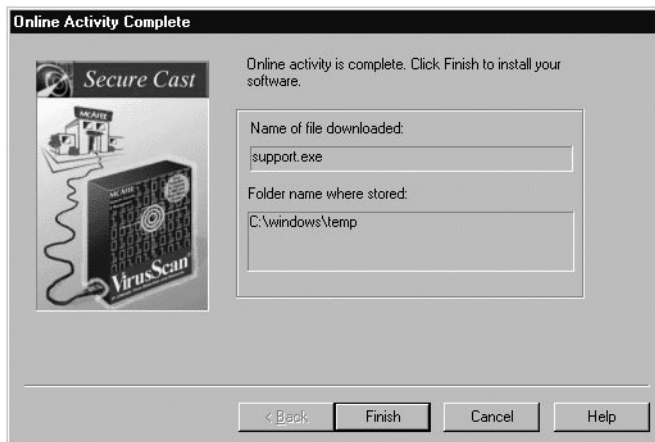 Online Activity Complete
Secure Cast
MCAFEE
MCAFEE
VirusScan
Online activity is complete. Click Finish to install your
software.
Name of file downloaded:
support.exe
Folder name where stored:
C:\windows\temp
< Back
Finish
Cancel
Help